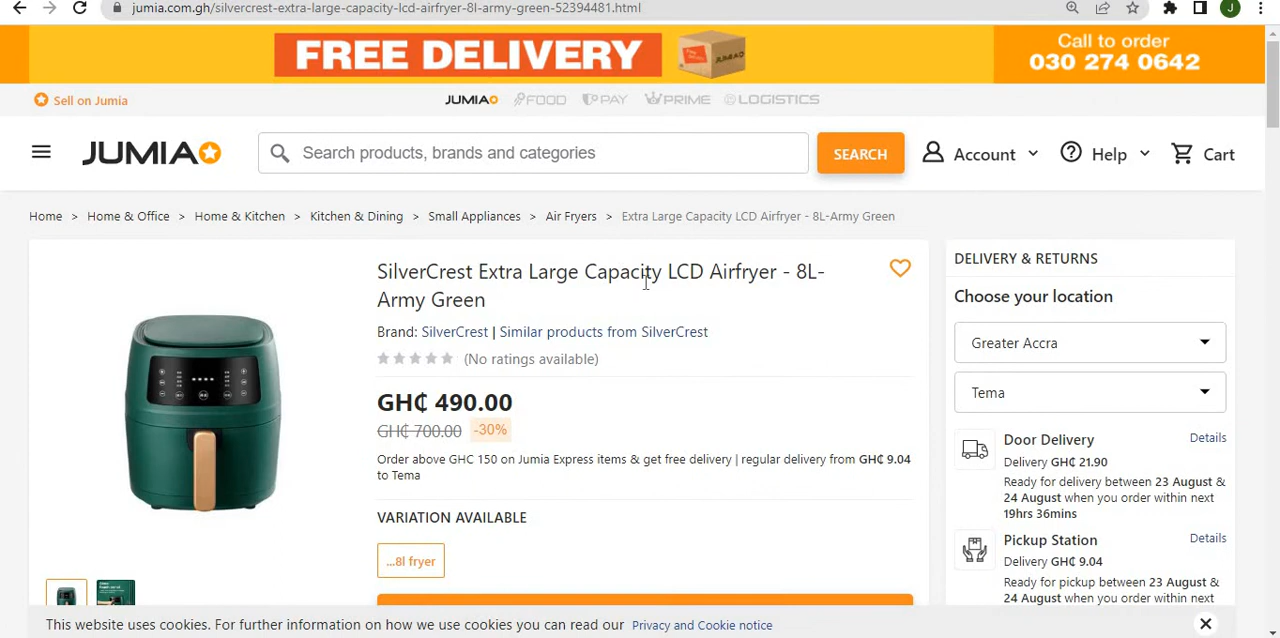 jumia.com.gh/silvercrest-extra-large-capacity-lcd-airfryer-8l-army-green-52394481.html
J
FREE DELIVERY
JUMIA
Call to order
030 274 0642
Sell on Jumia
JUMIA FOOD PAY PRIME LOGISTICS
JUMIA
Search products, brands and categories
SEARCH
Account
Help
Cart
Home > Home & Office > Home & Kitchen > Kitchen & Dining > Small Appliances > Air Fryers > Extra Large Capacity LCD Airfryer - 8L-Army Green
SilverCrest Extra Large Capacity LCD Airfryer - 8L-
Army Green
Brand: SilverCrest | Similar products from SilverCrest
(No ratings available)
GH₵ 490.00
GH₵ 700.00 -30%
Order above GHC 150 on Jumia Express items & get free delivery | regular delivery from GH₵ 9.04
to Tema
VARIATION AVAILABLE
...8l fryer
DELIVERY & RETURNS
Choose your location
Greater Accra
Tema
Door Delivery
Details
Delivery GH₵ 21.90
Ready for delivery between 23 August &
24 August when you order within next
19hrs 36mins
Pickup Station
Details
Delivery GH₵ 9.04
Ready for pickup between 23 August &
24 August when you order within next
This website uses cookies. For further information on how we use cookies you can read our Privacy and Cookie notice